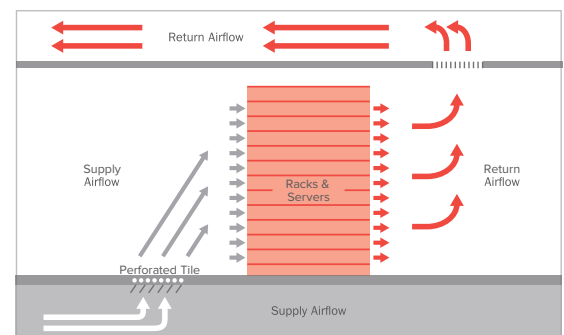 Return Airflow
Supply
Airflow
Racks &
Servers
Return
Airflow
Perforated Tile
Supply Airflow